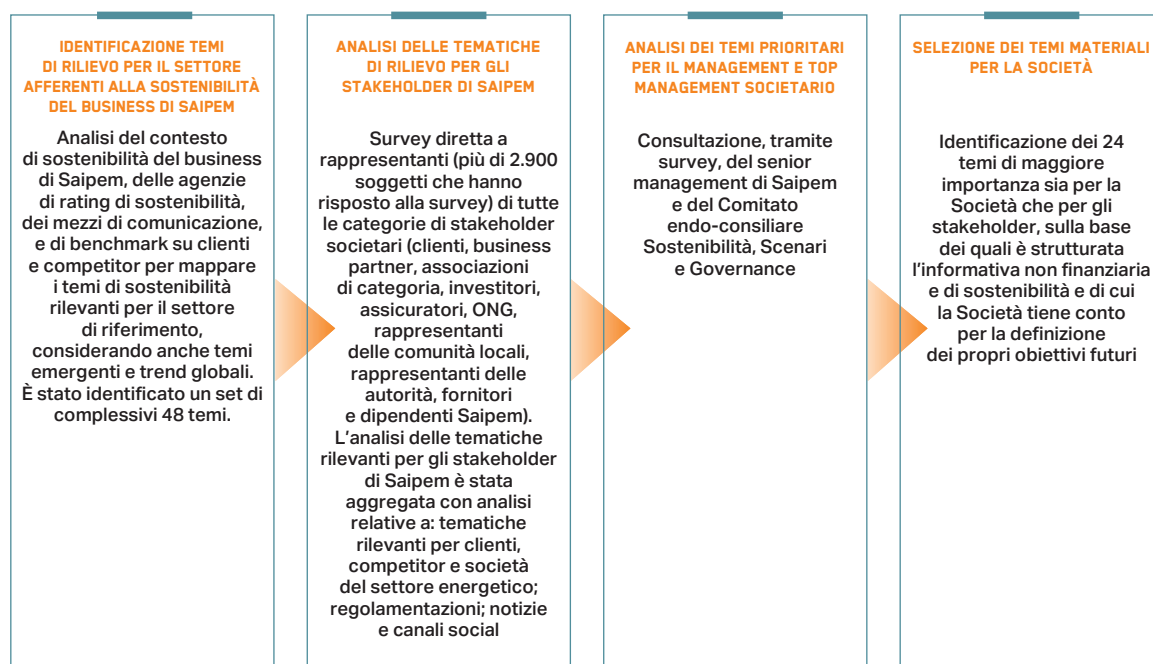 IDENTIFICAZIONE TEMI
DI RILIEVO PER IL SETTORE
AFFERENTI ALLA SOSTENIBILITÀ
DEL BUSINESS DI SAIPEM
Analisi del contesto
di sostenibilità del business
di Saipem, delle agenzie
di rating di sostenibilità,
dei mezzi di comunicazione,
e di benchmark su clienti
e competitor per mappare
i temi di sostenibilità
rilevanti per il settore
di riferimento,
considerando anche temi
emergenti e trend globali.
È stato identificato un set di
complessivi 48 temi.
ANALISI DELLE TEMATICHE
DI RILIEVO PER GLI
STAKEHOLDER DI SAIPEM
Survey diretta a
rappresentanti (più di 2.900
soggetti che hanno
risposto alla survey) di tutte
le categorie di stakeholder
societari (clienti, business
partner, associazioni
di categoria, investitori,
assicuratori, ONG,
rappresentanti
delle comunità locali,
rappresentanti delle
autorità, fornitori
e dipendenti Saipem).
L’analisi delle tematiche
rilevanti per gli stakeholder
di Saipem è stata
aggregata con analisi
relative a: tematiche
rilevanti per clienti,
competitor e società
del settore energetico;
regolamentazioni; notizie
e canali social
ANALISI DEI TEMI PRIORITARI
PER IL MANAGEMENT E TOP
MANAGEMENT SOCIETARIO
Consultazione, tramite
survey, del senior
management di Saipem
e del Comitato
endo-consiliare
Sostenibilità, Scenari
e Governance
SELEZIONE DEI TEMI MATERIALI
PER LA SOCIETÀ
Identificazione dei 24
temi di maggiore
importanza sia per la
Società che per gli
stakeholder, sulla base
dei quali è strutturata
l’informativa non finanziaria
e di sostenibilità e di cui
la Società tiene conto
per la definizione
dei propri obiettivi futuri